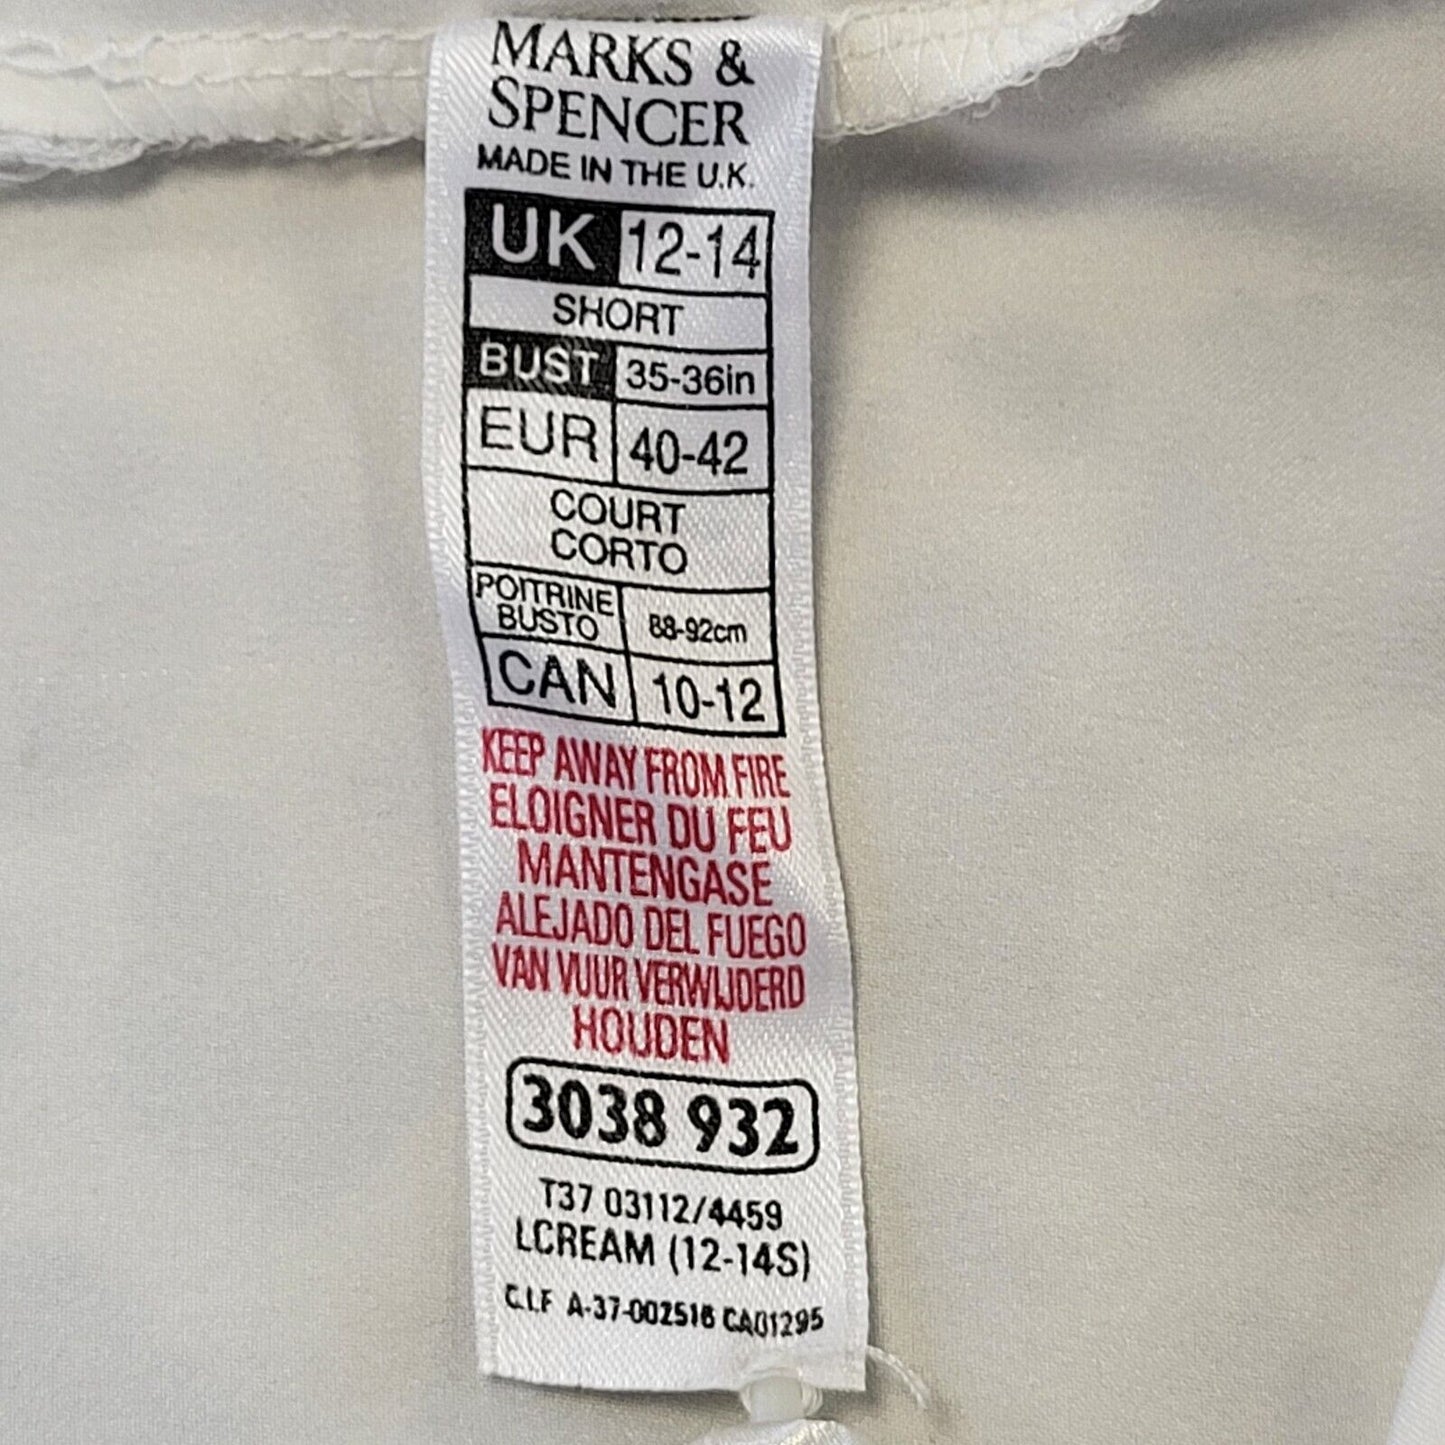 MARKS &
SPENCER
MADE IN THE U.K.
UK 12-14
SHORT
BUST 35-36in
EUR 40-42
COURT
CORTO
POITRINE
BUSTO 88-92cm
CAN 10-12
KEEP AWAY FROM FIRE
ELOIGNER DU FEU
MANTENGASE
ALEJADO DEL FUEGO
VAN VUUR VERWIJDERD
HOUDEN
3038 932
T37 03112/4459
LCREAM (12-14S)
C.I.F A-37-002516 CA01295